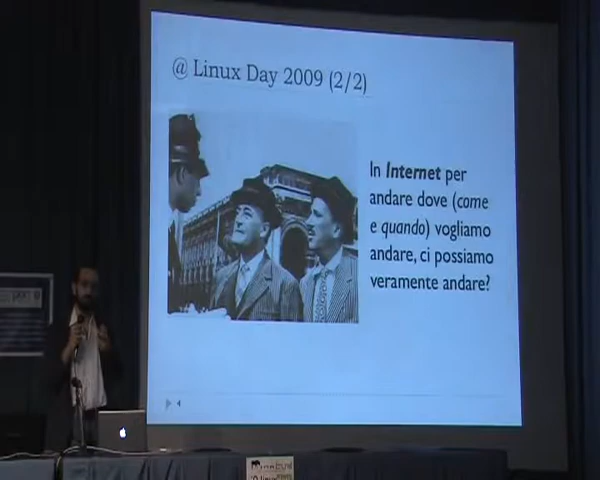 @ Linux Day 2009 (2/2)
In Internet per
andare dove (come
e quando) vogliamo
andare, ci possiamo
veramente andare?